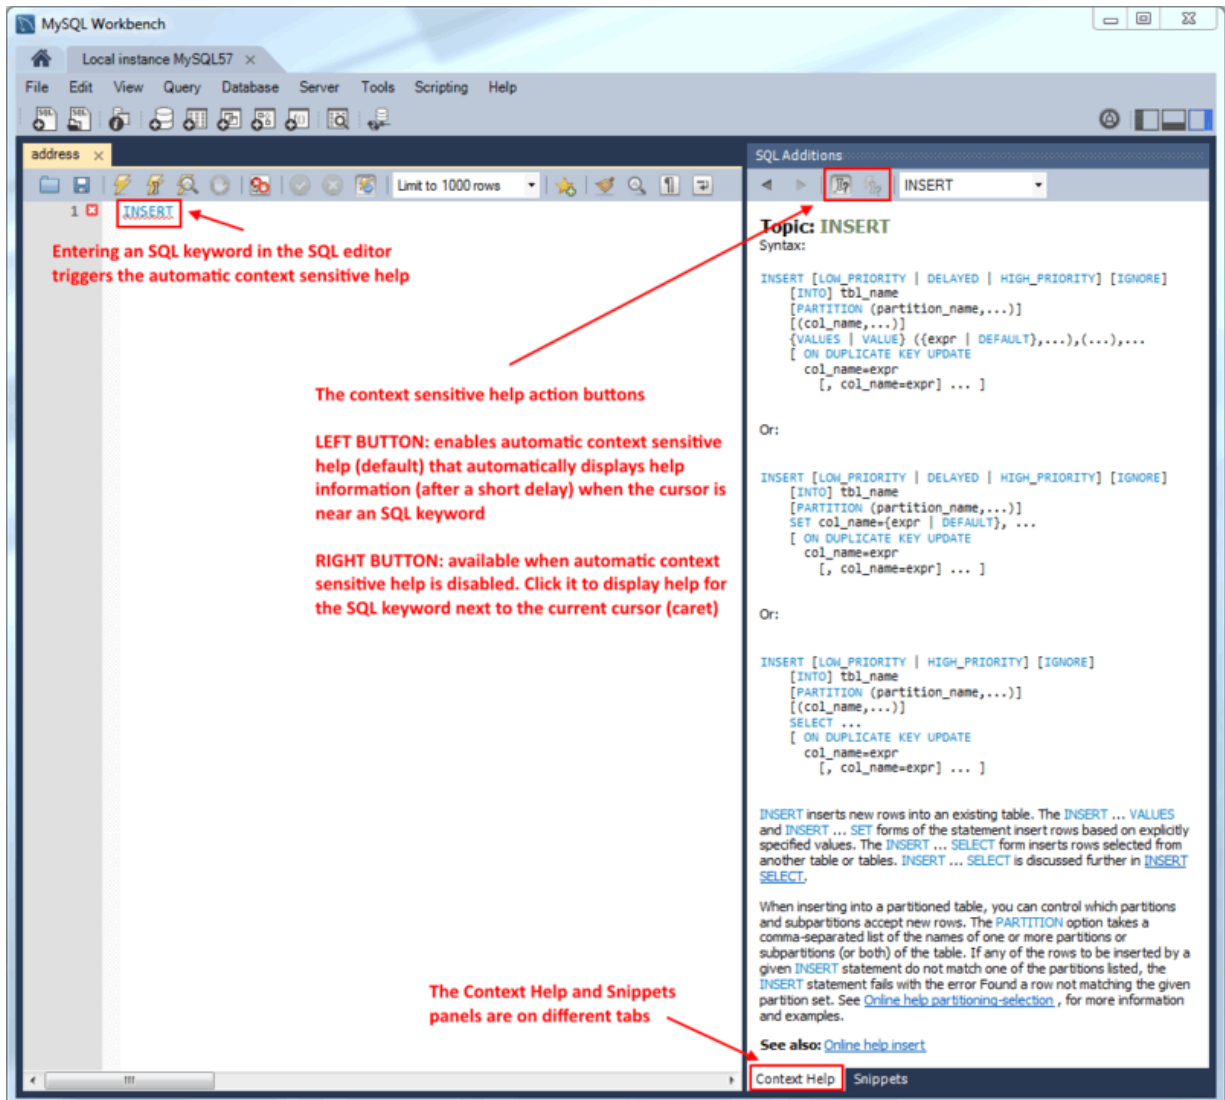 MySQL Workbench
Local instance MySQL57
File Edit View Query Database Server Tools Scripting Help
address
SQL Additions
Limit to 1000 rows
INSERT
1 INSERT
Entering an SQL keyword in the SQL editor
triggers the automatic context sensitive help
The context sensitive help action buttons
LEFT BUTTON: enables automatic context sensitive
help (default) that automatically displays help
information (after a short delay) when the cursor is
near an SQL keyword
RIGHT BUTTON: available when automatic context
sensitive help is disabled. Click it to display help for
the SQL keyword next to the current cursor (caret)
The Context Help and Snippets
panels are on different tabs
Topic: INSERT
Syntax:
INSERT [LOW_PRIORITY | DELAYED | HIGH_PRIORITY] [IGNORE]
[INTO] tbl_name
[PARTITION (partition_name,...)]
[(col_name,...)]
{VALUES | VALUE} ({expr | DEFAULT},...),(...),...
[ ON DUPLICATE KEY UPDATE
col_name=expr
[, col_name=expr] ... ]
Or:
INSERT [LOW_PRIORITY | DELAYED | HIGH_PRIORITY] [IGNORE]
[INTO] tbl_name
[PARTITION (partition_name,...)]
SET col_name={expr | DEFAULT}, ...
[ ON DUPLICATE KEY UPDATE
col_name=expr
[, col_name=expr] ... ]
Or:
INSERT [LOW_PRIORITY | HIGH_PRIORITY] [IGNORE]
[INTO] tbl_name
[PARTITION (partition_name,...)]
[(col_name,...)]
SELECT ...
[ ON DUPLICATE KEY UPDATE
col_name=expr
[, col_name=expr] ... ]
INSERT inserts new rows into an existing table. The INSERT ... VALUES
and INSERT ... SET forms of the statement insert rows based on explicitly
specified values. The INSERT ... SELECT form inserts rows selected from
another table or tables. INSERT ... SELECT is discussed further in INSERT
SELECT.
When inserting into a partitioned table, you can control which partitions
and subpartitions accept new rows. The PARTITION option takes a
comma-separated list of the names of one or more partitions or
subpartitions (or both) of the table. If any of the rows to be inserted by a
given INSERT statement do not match one of the partitions listed, the
INSERT statement fails with the error Found a row not matching the given
partition set. See Online help partitioning-selection , for more information
and examples.
See also: Online help insert
Context Help Snippets